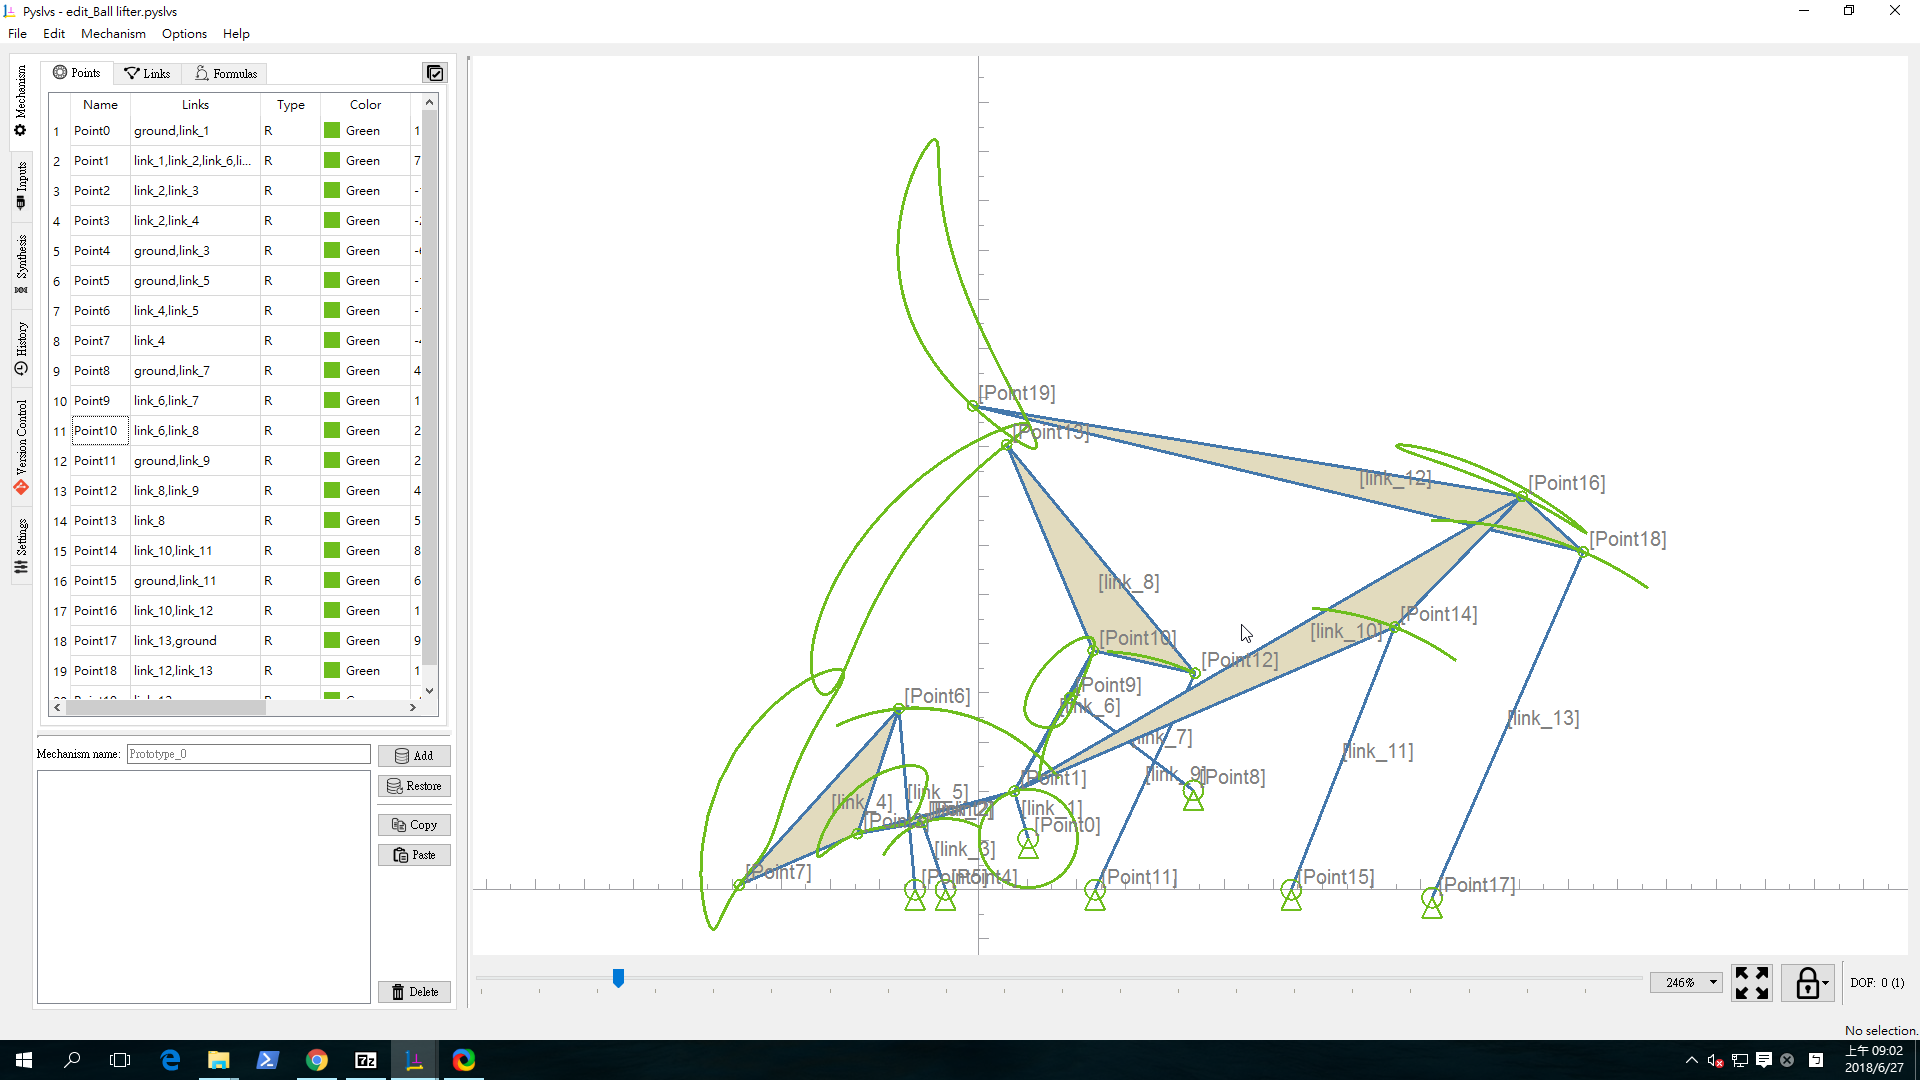 Pyslvs - edit_Ball lifter.pyslvs
File Edit Mechanism Options Help
Mechanism
Inputs
Synthesis
History
Version Control
Settings
Points Links Formulas
Name Links Type Color
1 Point0 ground,link_1 R Green 1
2 Point1 link_1,link_2,link_6,li... R Green 7
3 Point2 link_2,link_3 R Green
4 Point3 link_2,link_4 R Green
5 Point4 ground,link_3 R Green
6 Point5 ground,link_5 R Green
7 Point6 link_4,link_5 R Green
8 Point7 link_4 R Green
9 Point8 ground,link_7 R Green 4
10 Point9 link_6,link_7 R Green 1
11 Point10 link_6,link_8 R Green 2
12 Point11 ground,link_9 R Green 2
13 Point12 link_8,link_9 R Green 4
14 Point13 link_8 R Green 5
15 Point14 link_10,link_11 R Green 8
16 Point15 ground,link_11 R Green 6
17 Point16 link_10,link_12 R Green 1
18 Point17 link_13,ground R Green 9
19 Point18 link_12,link_13 R Green 1
Mechanism name: Prototype_0
Add
Restore
Copy
Paste
Delete
[Point19]
[Point13]
[link_12]
[Point16]
[Point18]
[link_8]
[Point14]
[link_10]
[Point10]
[Point12]
[Point9]
[link_6]
[Point6]
[link_13]
[link_7]
[link_11]
[link_9]
[Point8]
[Point1]
[link_5]
[link_4]
[link_1]
[Point0]
[link_3]
[Point7]
[Point4]
[Point11]
[Point15]
[Point17]
246%
DOF: 0 (1)
No selection.
上午 09:02
2018/6/27